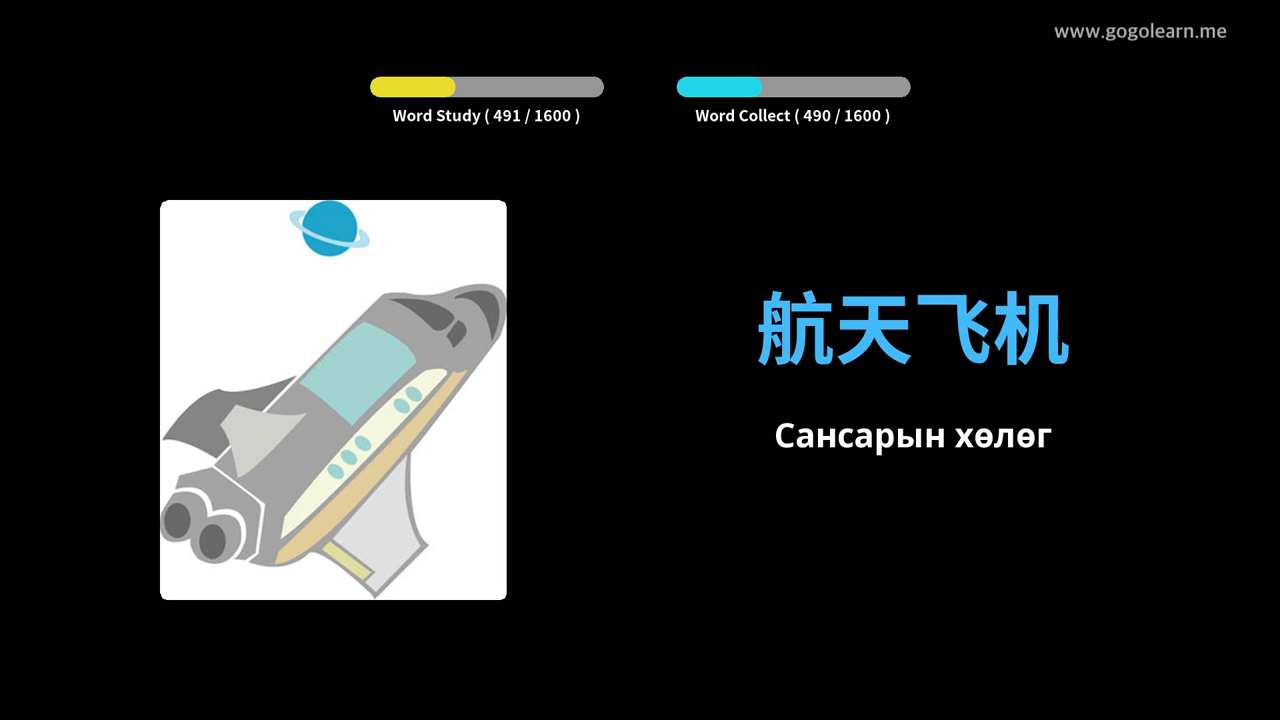 www.gogolearn.me
Word Study ( 491 / 1600 )
Word Collect ( 490 / 1600 )
航天飞机
Сансарын хөлөг